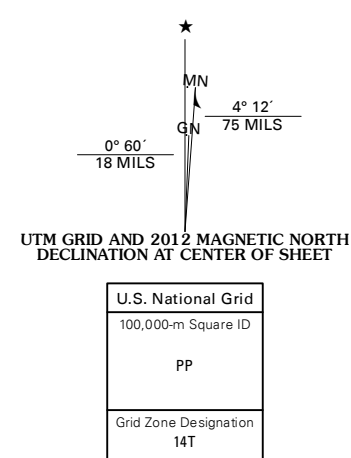 ★
MN
4° 12´
75 MILS
GN
0° 60´
18 MILS
UTM GRID AND 2012 MAGNETIC NORTH
DECLINATION AT CENTER OF SHEET
U.S. National Grid
100,000-m Square ID
PP
Grid Zone Designation
14T